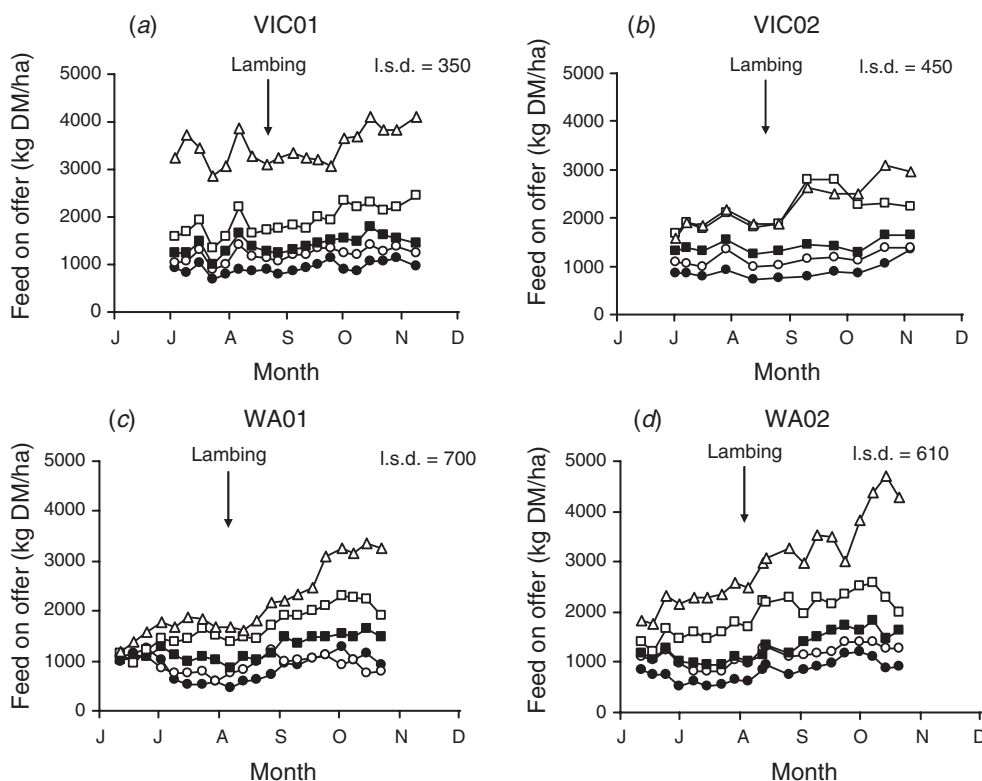 (a) VIC01
Lambing
l.s.d. = 350
Feed on offer (kg DM/ha)
5000
4000
3000
2000
1000
0
J J A S O N D
Month
(b) VIC02
Lambing
l.s.d. = 450
Feed on offer (kg DM/ha)
5000
4000
3000
2000
1000
0
J J A S O N D
Month
(c) WA01
Lambing
l.s.d. = 700
Feed on offer (kg DM/ha)
5000
4000
3000
2000
1000
0
J J A S O N D
Month
(d) WA02
Lambing
l.s.d. = 610
Feed on offer (kg DM/ha)
5000
4000
3000
2000
1000
0
J J A S O N D
Month